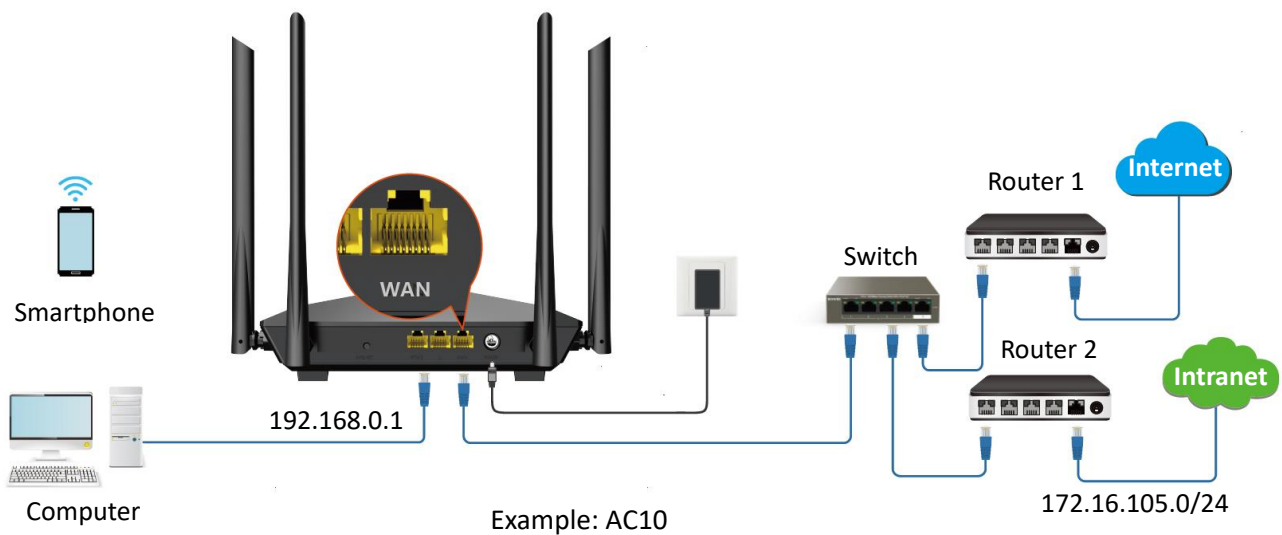 Internet
Router 1
Switch
WAN
Smartphone
Router 2
Intranet
192.168.0.1
172.16.105.0/24
Computer
Example: AC10